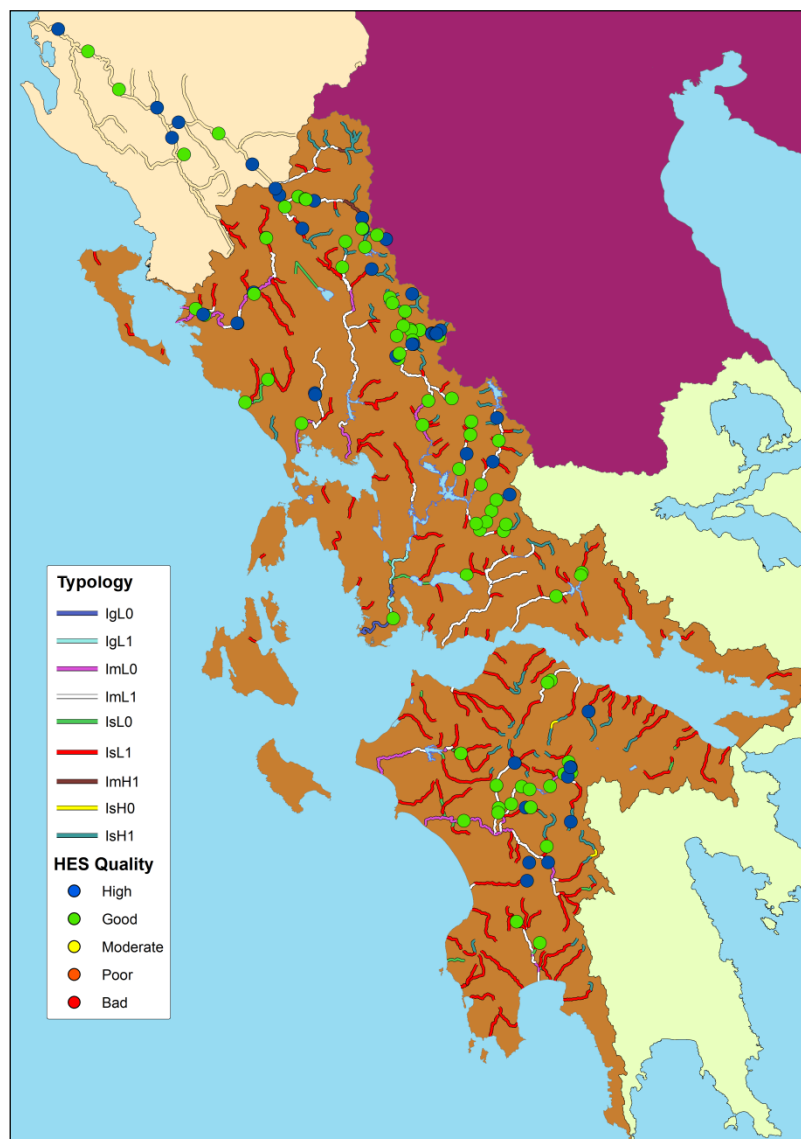 Typology
IgL0
IgL1
ImL0
ImL1
IsL0
IsL1
ImH1
IsH0
IsH1
HES Quality
High
Good
Moderate
Poor
Bad